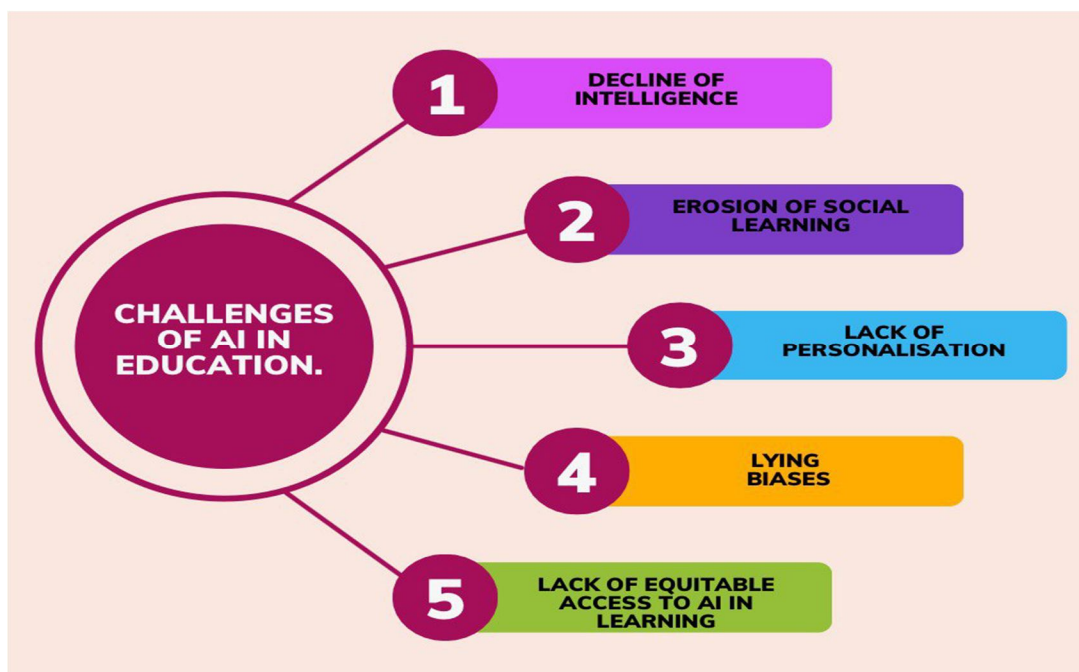 CHALLENGES
OF AI IN
EDUCATION.
1
DECLINE OF
INTELLIGENCE
2
EROSION OF SOCIAL
LEARNING
3
LACK OF
PERSONALISATION
4
LYING
BIASES
5
LACK OF EQUITABLE
ACCESS TO AI IN
LEARNING